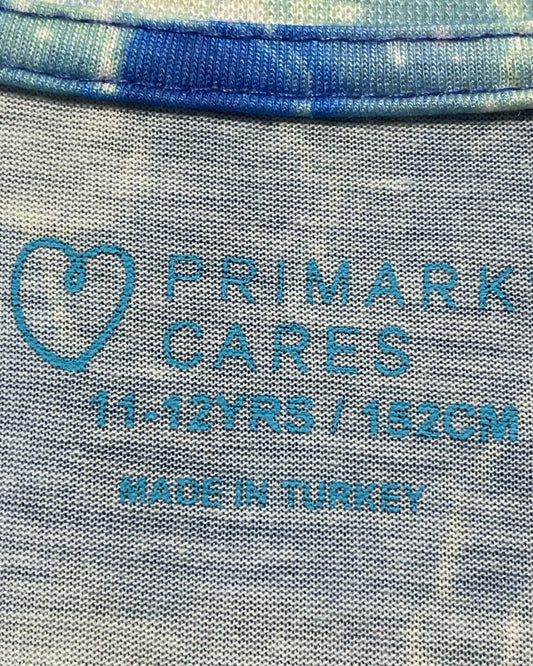 PRIMARK
CARES
11-12YRS / 152CM
MADE IN TURKEY